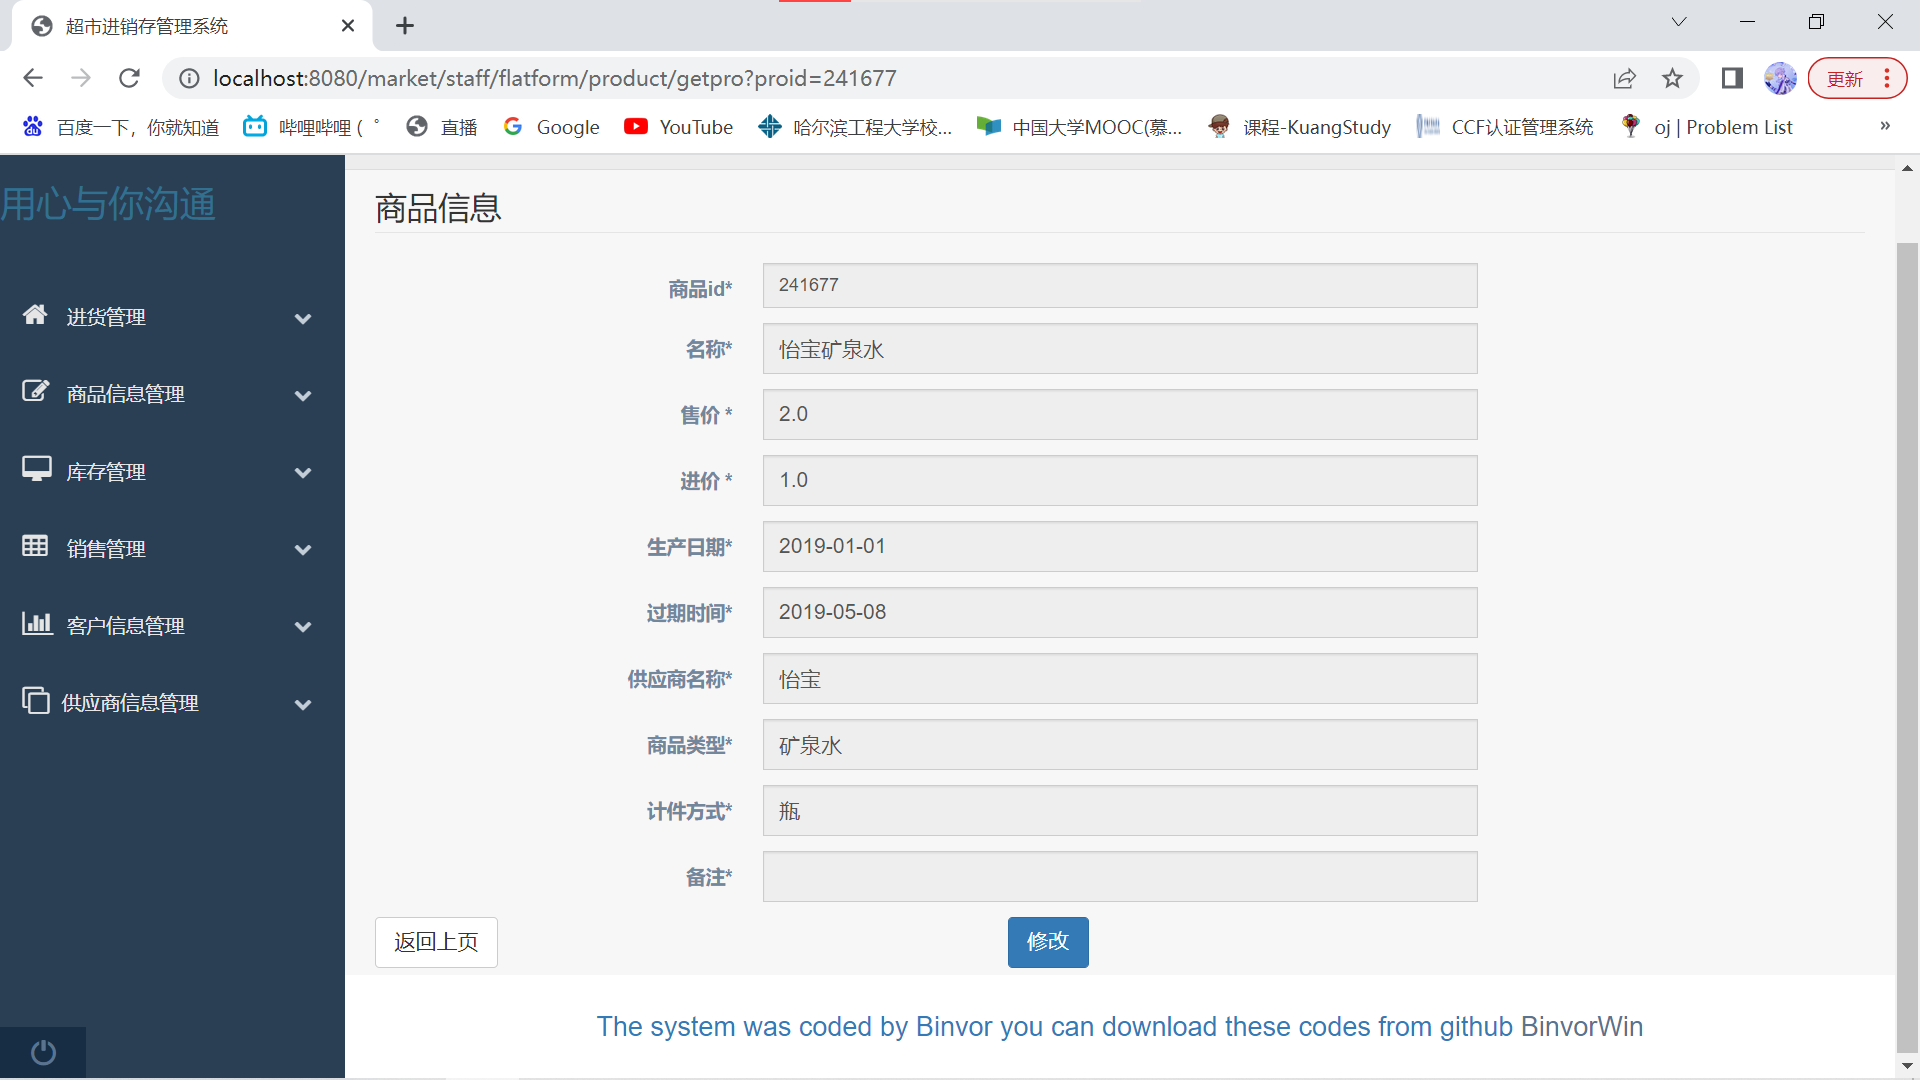 超市进销存管理系统
localhost:8080/market/staff/flatform/product/getpro?proid=241677
更新
百度一下，你就知道 哔哩哔哩 ( ゜ 直播 Google YouTube 哈尔滨工程大学校... 中国大学MOOC(慕... 课程-KuangStudy CCF认证管理系统 oj | Problem List »
用心与你沟通
进货管理
商品信息管理
库存管理
销售管理
客户信息管理
供应商信息管理
商品信息
商品id* 241677
名称* 怡宝矿泉水
售价 * 2.0
进价 * 1.0
生产日期* 2019-01-01
过期时间* 2019-05-08
供应商名称* 怡宝
商品类型* 矿泉水
计件方式* 瓶
备注*
返回上页 修改
The system was coded by Binvor you can download these codes from github BinvorWin